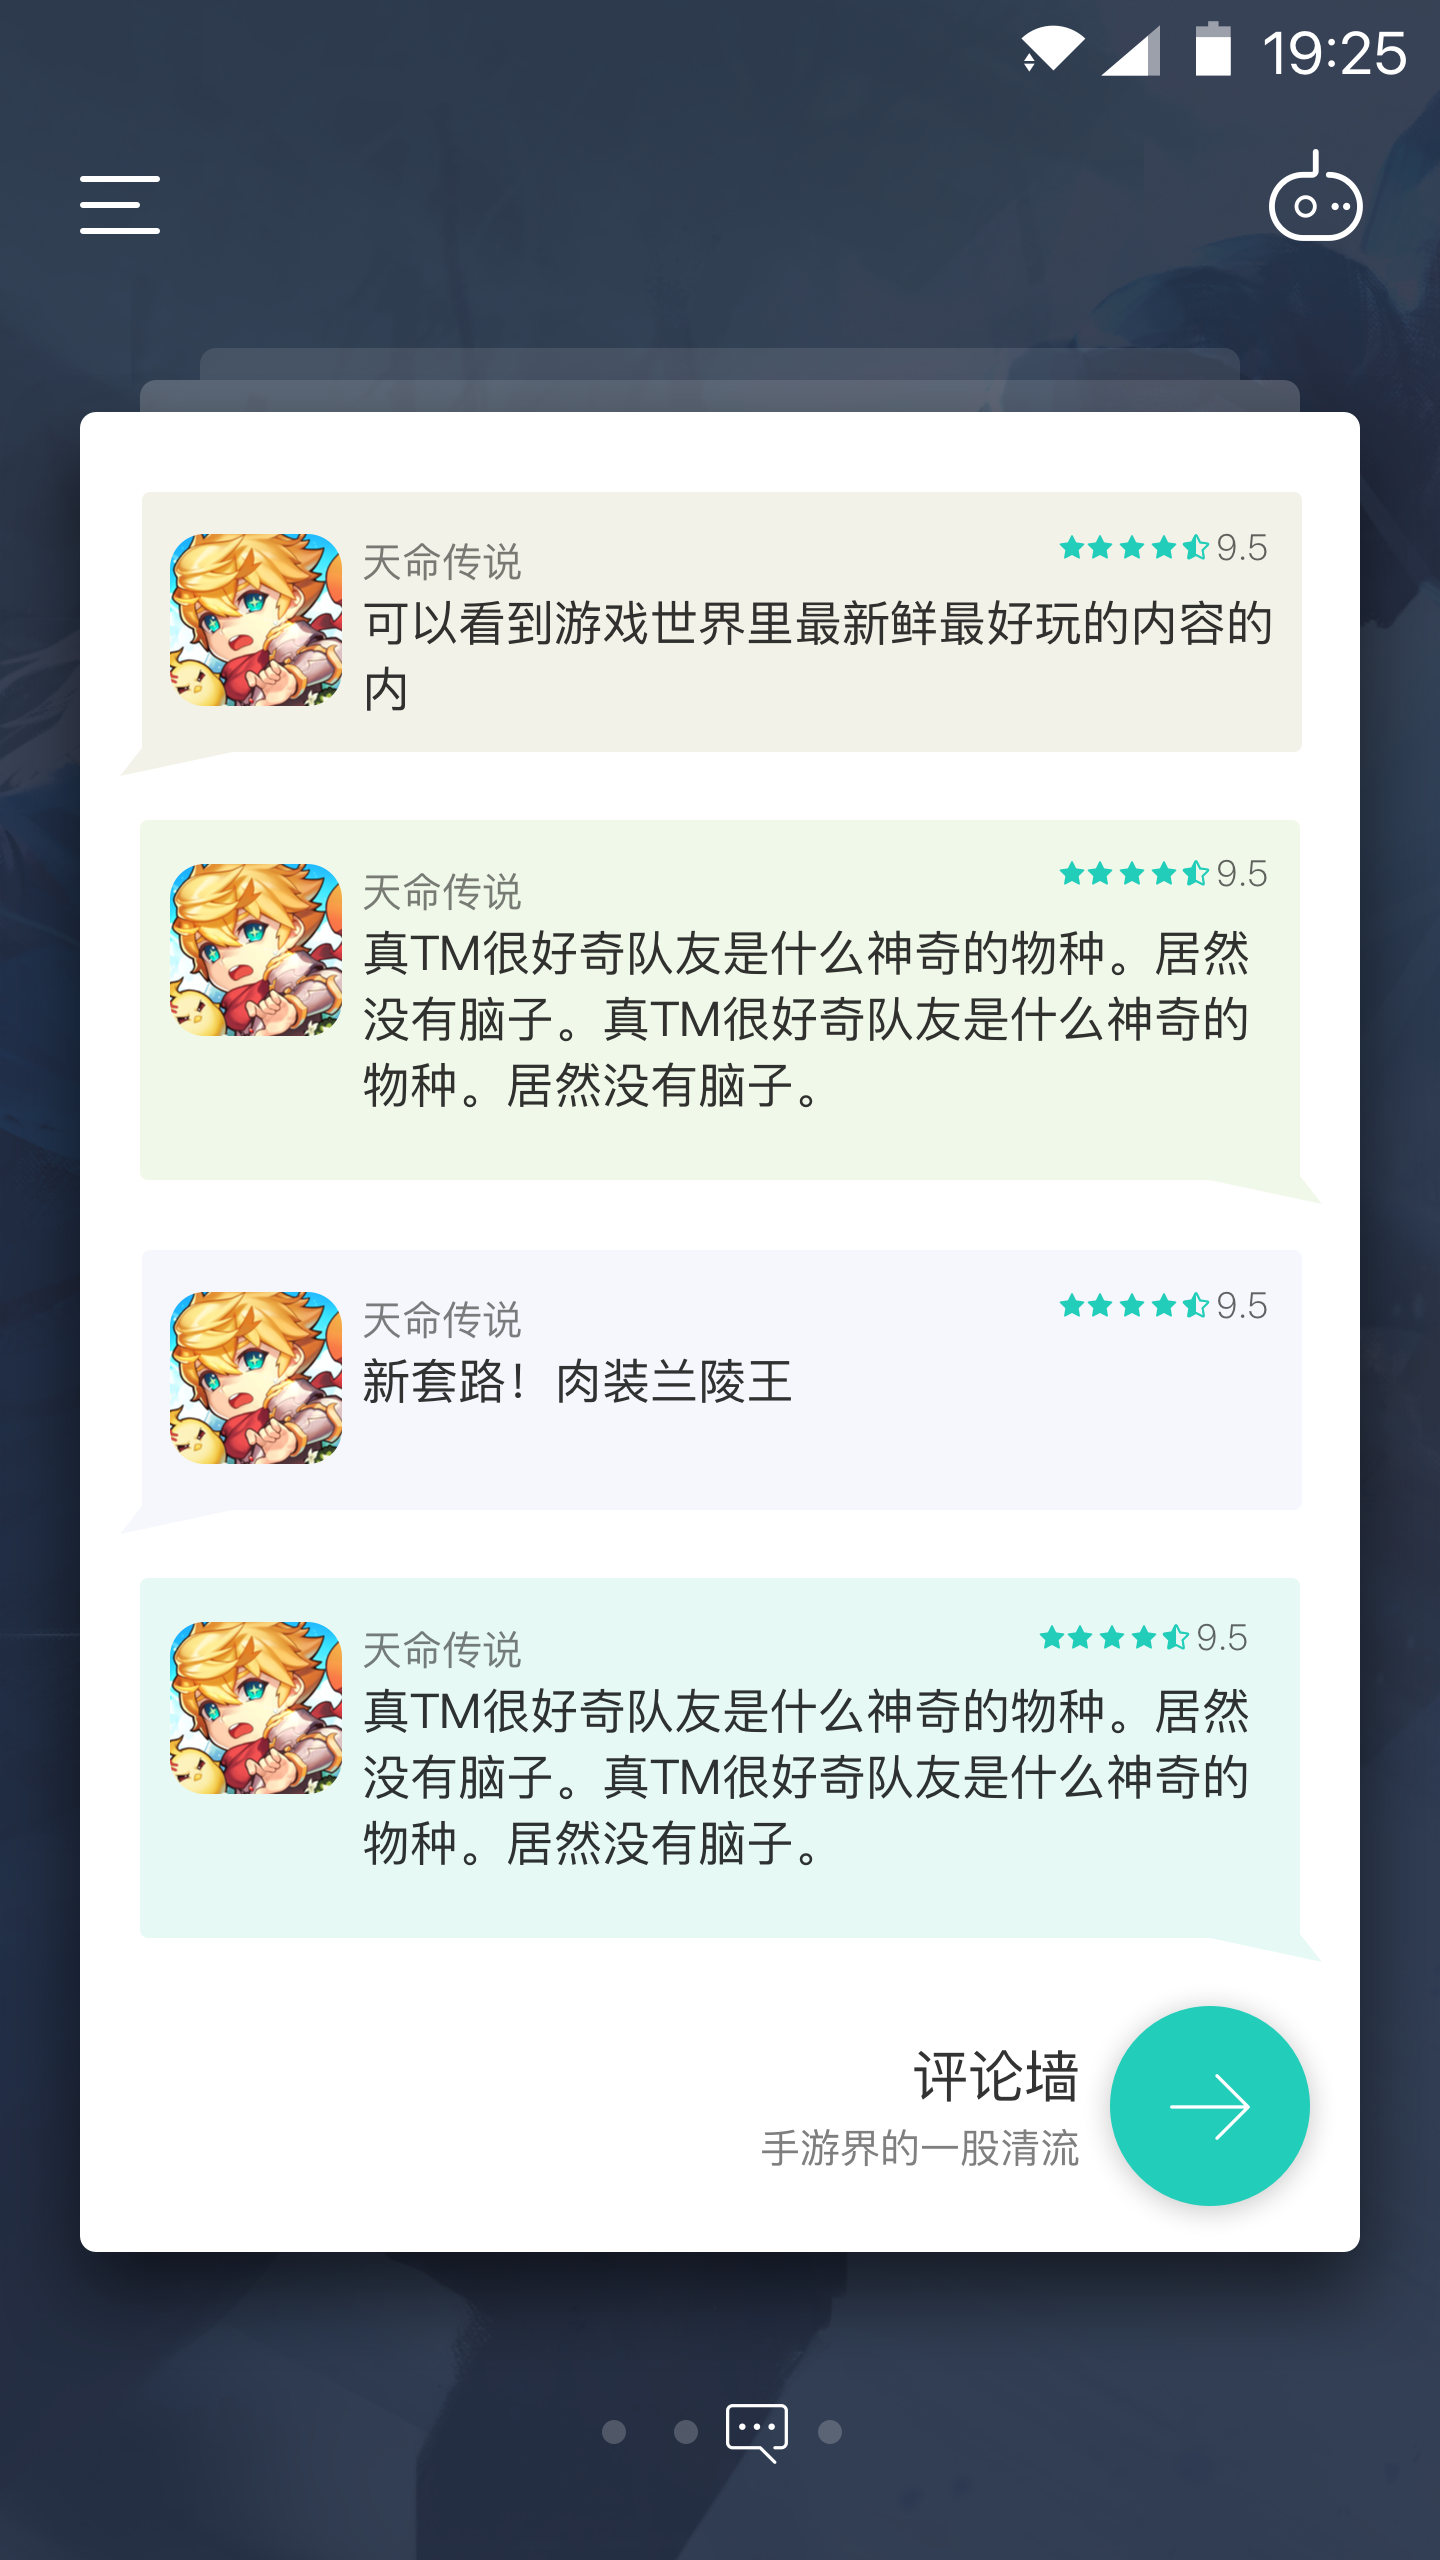 19:25
天命传说
9.5
可以看到游戏世界里最新鲜最好玩的内容的
内
天命传说
9.5
真TM很好奇队友是什么神奇的物种。居然
没有脑子。真TM很好奇队友是什么神奇的
物种。居然没有脑子。
天命传说
9.5
新套路！肉装兰陵王
天命传说
9.5
真TM很好奇队友是什么神奇的物种。居然
没有脑子。真TM很好奇队友是什么神奇的
物种。居然没有脑子。
评论墙
手游界的一股清流